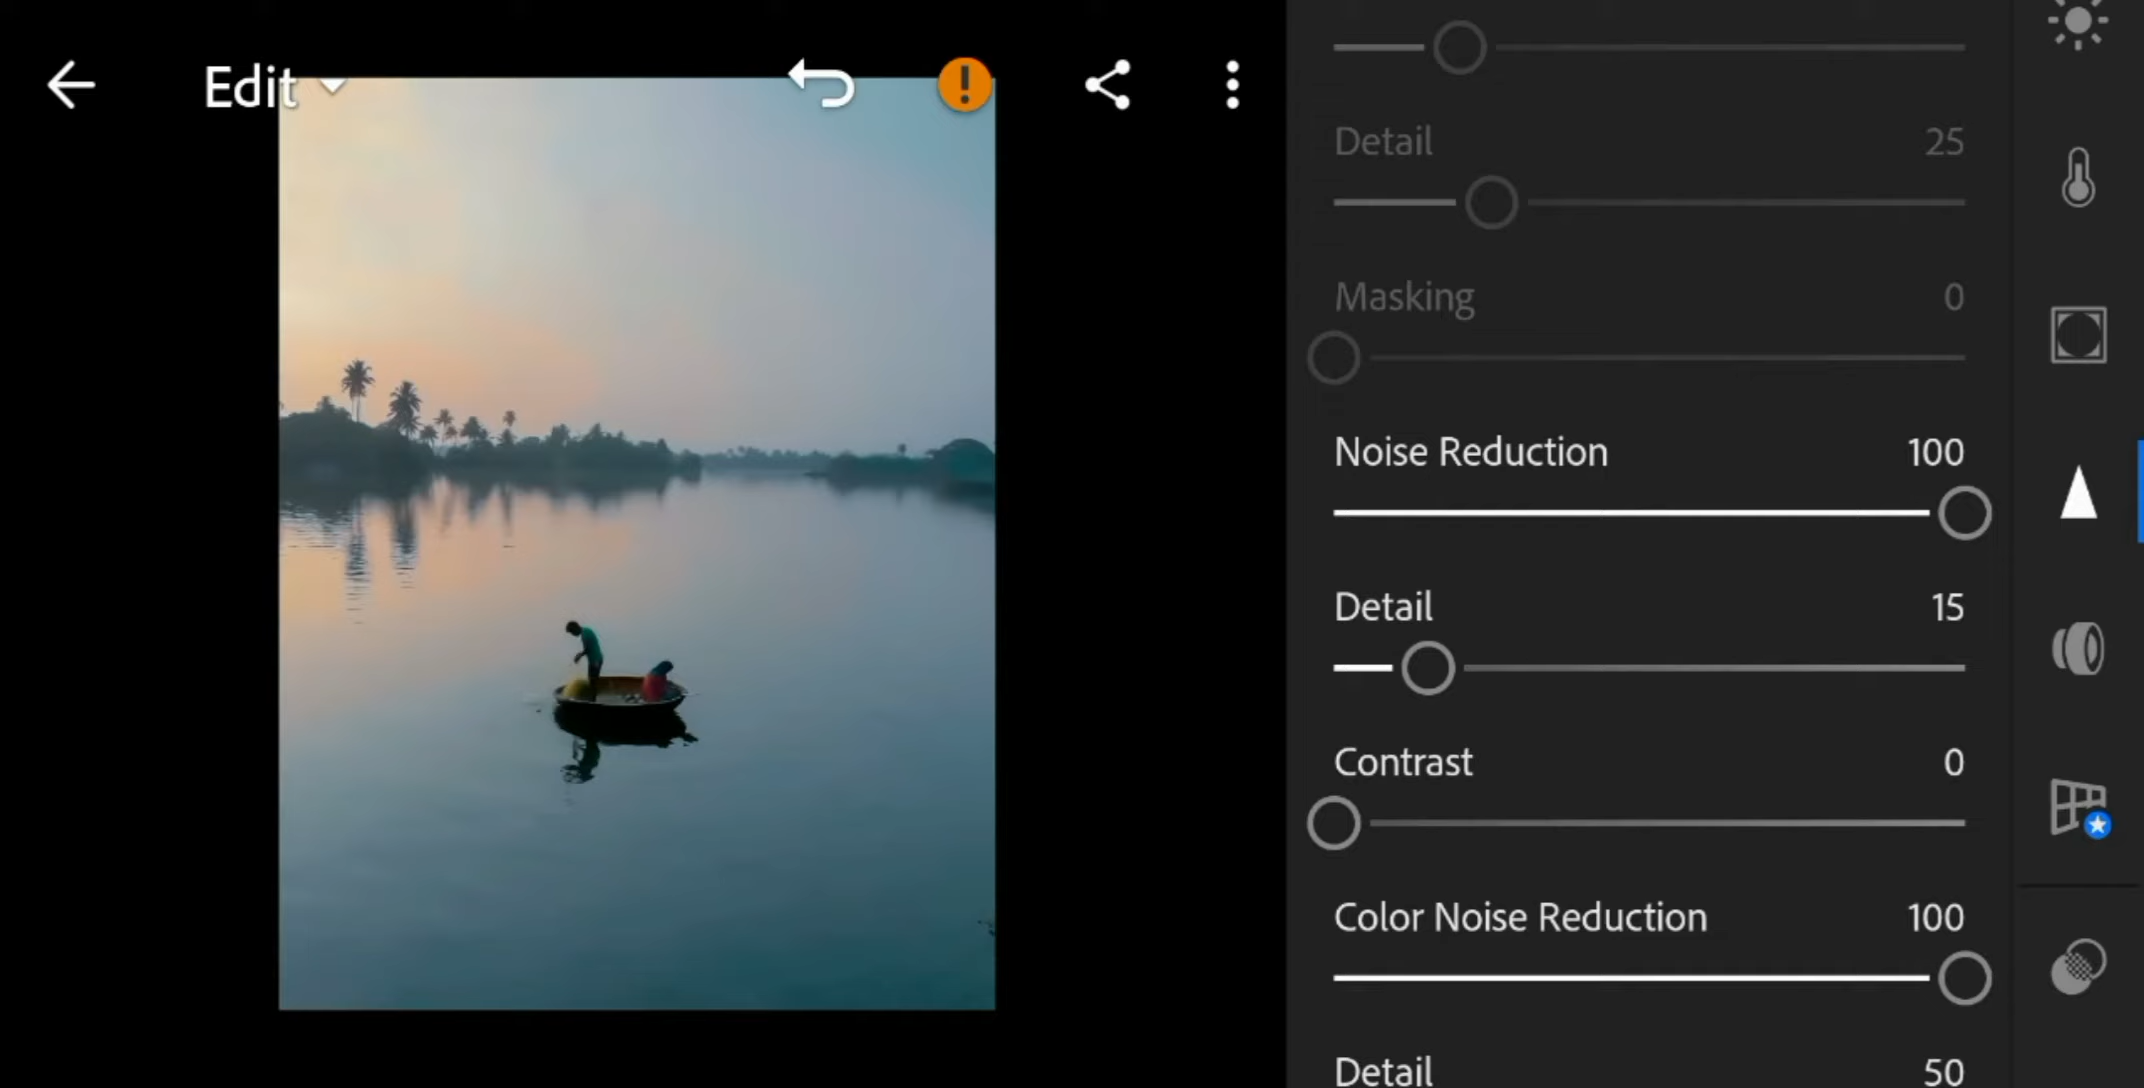 Edit
Detail 25
Masking 0
Noise Reduction 100
Detail 15
Contrast 0
Color Noise Reduction 100
Detail 50